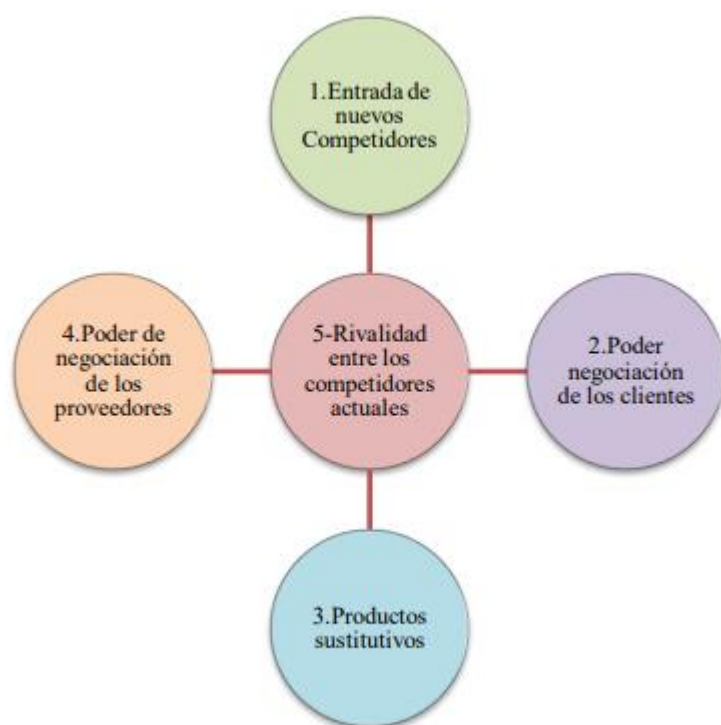 1.Entrada de
nuevos
Competidores
4.Poder de
negociación
de los
proveedores
5-Rivalidad
entre los
competidores
actuales
2.Poder
negociación
de los clientes
3.Productos
sustitutivos